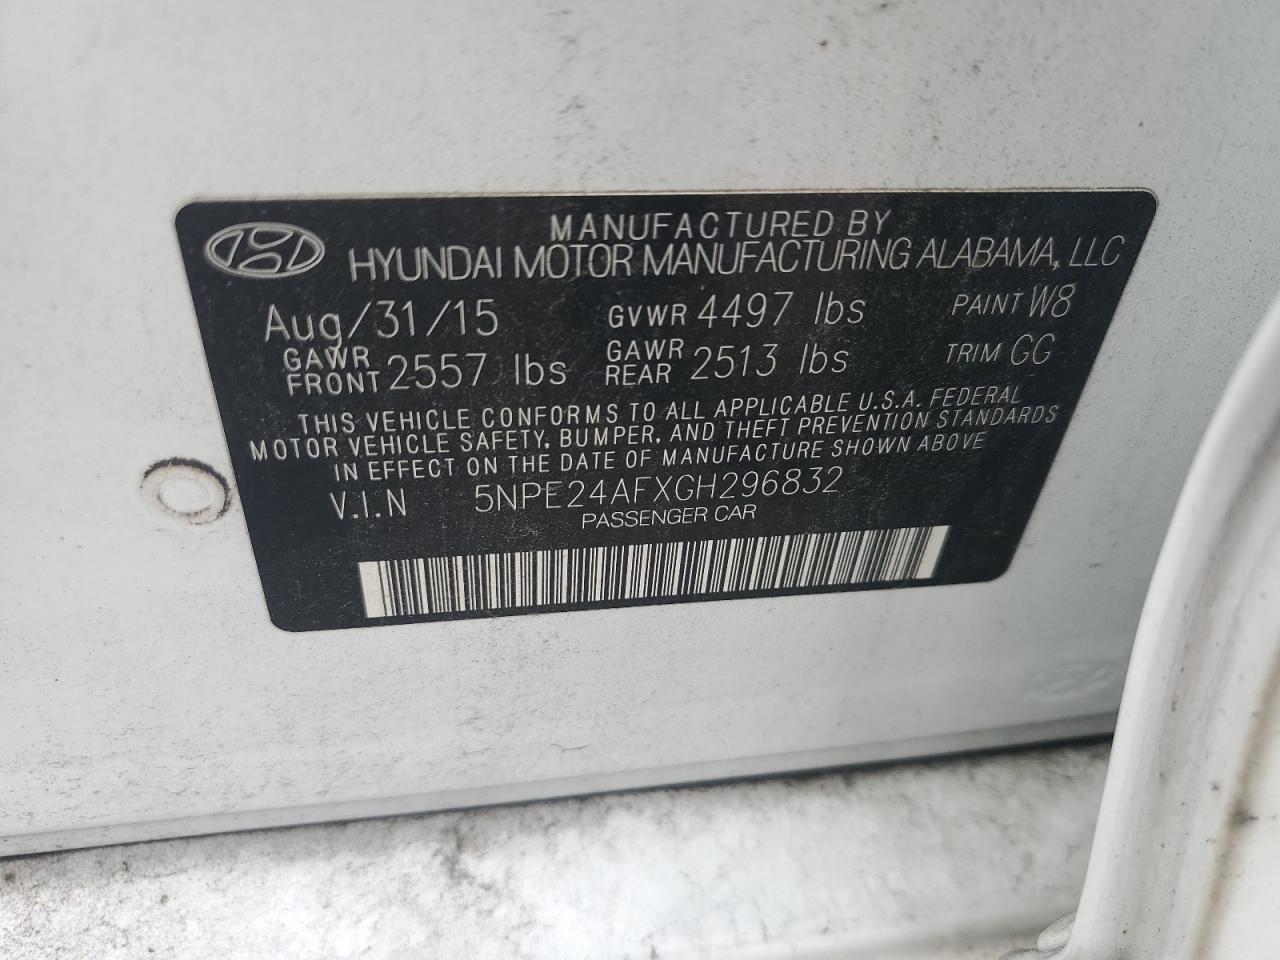 MANUFACTURED BY
HYUNDAI MOTOR MANUFACTURING ALABAMA, LLC
Aug/31/15 GVWR 4497 lbs PAINT W8
GAWR FRONT 2557 lbs GAWR REAR 2513 lbs TRIM GG
THIS VEHICLE CONFORMS TO ALL APPLICABLE U.S.A. FEDERAL
MOTOR VEHICLE SAFETY, BUMPER, AND THEFT PREVENTION STANDARDS
IN EFFECT ON THE DATE OF MANUFACTURE SHOWN ABOVE
V.I.N 5NPE24AFXGH296832
PASSENGER CAR